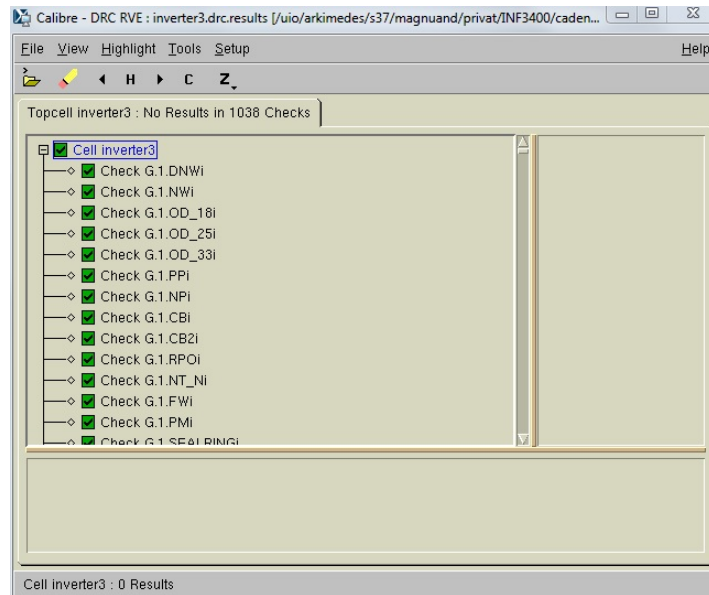 Calibre - DRC RVE : inverter3.drc.results [/uio/arkimedes/s37/magnuand/privat/INF3400/caden...
File View Highlight Tools Setup Help
H C Z
Topcell inverter3 : No Results in 1038 Checks
Cell inverter3
Check G.1.DNWi
Check G.1.NWi
Check G.1.OD_18i
Check G.1.OD_25i
Check G.1.OD_33i
Check G.1.PPi
Check G.1.NPi
Check G.1.CBi
Check G.1.CB2i
Check G.1.RPOi
Check G.1.NT_Ni
Check G.1.FWi
Check G.1.PMi
Check G.1.SEALRINGi
Cell inverter3 : 0 Results